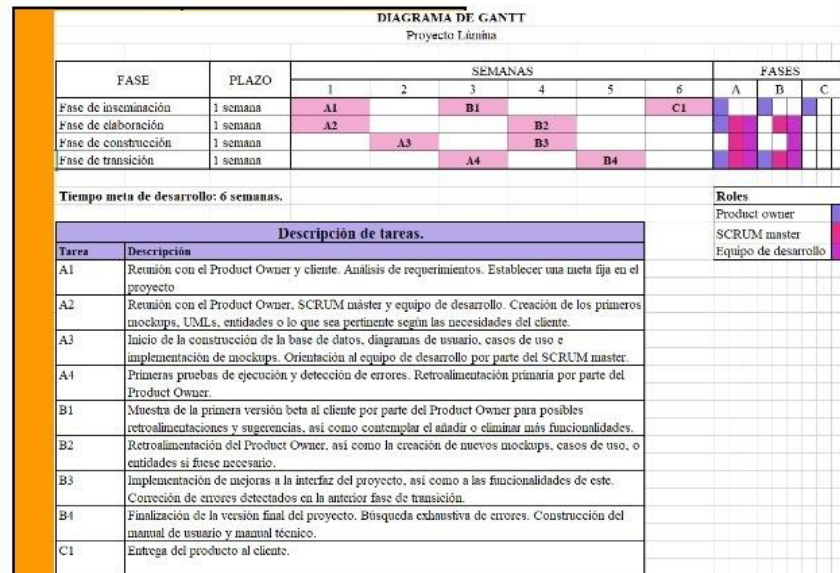 DIAGRAMA DE GANTT
Proyecto Lúmina
FASE PLAZO SEMANAS FASES
1 2 3 4 5 6 A B C
Fase de inseminación 1 semana A1 B1 C1
Fase de elaboración 1 semana A2 B2
Fase de construcción 1 semana A3 B3
Fase de transición 1 semana A4 B4
Tiempo meta de desarrollo: 6 semanas.
Roles
Product owner
SCRUM master
Equipo de desarrollo
Descripción de tareas.
Tarea Descripción
A1 Reunión con el Product Owner y cliente. Análisis de requerimientos. Establecer una meta fija en el
proyecto
A2 Reunión con el Product Owner, SCRUM máster y equipo de desarrollo. Creación de los primeros
mockups, UMLs, entidades o lo que sea pertinente según las necesidades del cliente.
A3 Inicio de la construcción de la base de datos, diagramas de usuario, casos de uso e
implementación de mockups. Orientación al equipo de desarrollo por parte del SCRUM master.
A4 Primeras pruebas de ejecución y detección de errores. Retroalimentación primaria por parte del
Product Owner.
B1 Muestra de la primera versión beta al cliente por parte del Product Owner para posibles
retroalimentaciones y sugerencias, así como contemplar el añadir o eliminar más funcionalidades.
B2 Retroalimentación del Product Owner, así como la creación de nuevos mockups, casos de uso, o
entidades si fuese necesario.
B3 Implementación de mejoras a la interfaz del proyecto, así como a las funcionalidades de este.
Correción de errores detectados en la anterior fase de transición.
B4 Finalización de la versión final del proyecto. Búsqueda exhaustiva de errores. Construcción del
manual de usuario y manual técnico.
C1 Entrega del producto al cliente.